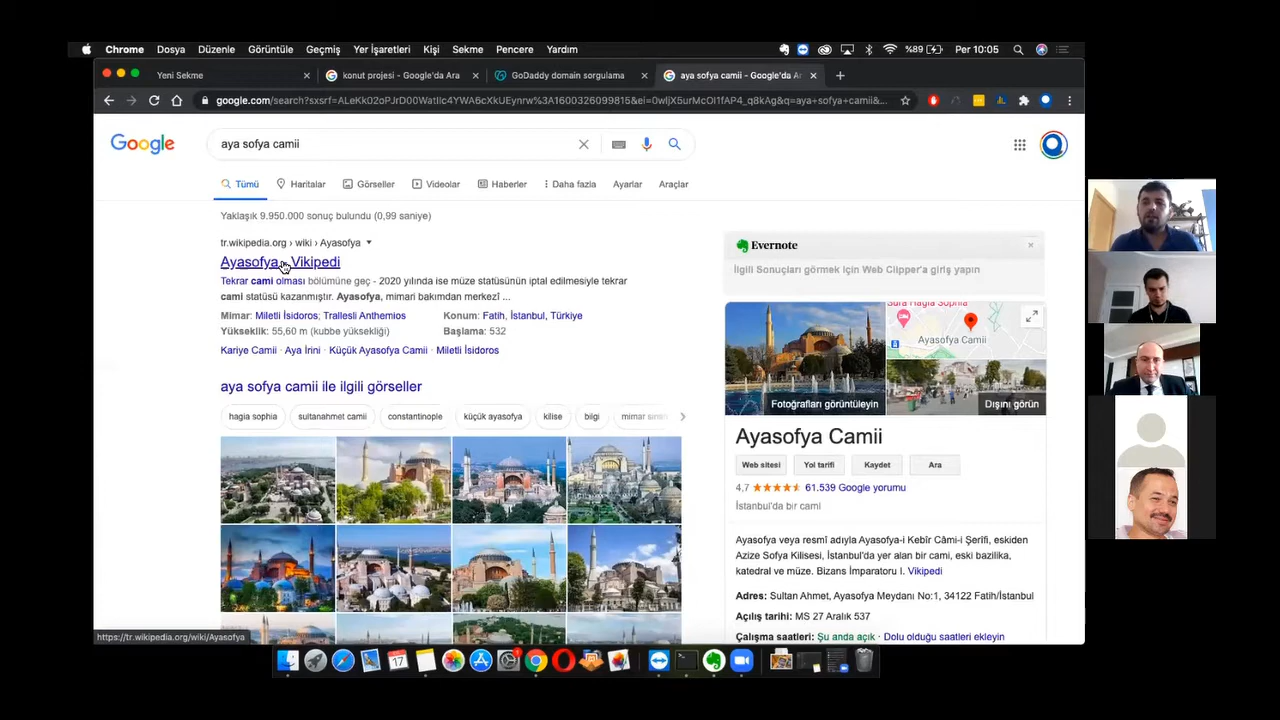 Chrome Dosya Düzenle Görüntüle Geçmiş Yer İşaretleri Kişi Sekme Pencere Yardım %89 Per 10:05
Yeni Sekme konut projesi - Google'da Ara GoDaddy domain sorgulama aya sofya camii - Google'da Ar
google.com/search?sxsrf=
Google aya sofya camii
Tümü Haritalar Görseller Videolar Haberler Daha fazla Ayarlar Araçlar
Yaklaşık 9.950.000 sonuç bulundu (0,99 saniye)
tr.wikipedia.org › wiki › Ayasofya
Ayasofya - Vikipedi
Tekrar cami olması bölümüne geç - 2020 yılında ise müze statüsünün iptal edilmesiyle tekrar
cami statüsü kazanmıştır. Ayasofya, mimari bakımdan merkezî ...
Mimar: Miletli İsidoros; Trallesli Anthemios Konum: Fatih, İstanbul, Türkiye
Yükseklik: 55,60 m (kubbe yüksekliği) Başlama: 532
Kariye Camii · Aya İrini · Küçük Ayasofya Camii · Miletli İsidoros
aya sofya camii ile ilgili görseller
hagia sophia sultanahmet camii constantinople küçük ayasofya kilise bilgi mimar sinan
Evernote
İlgili Sonuçları görmek için Web Clipper'a giriş yapın
Sura Hagia Sophia
Ayasofya Camii
Fotoğrafları görüntüleyin Dışını görün
Ayasofya Camii
Web sitesi Yol tarifi Kaydet Ara
4,7 61.539 Google yorumu
İstanbul'da bir cami
Ayasofya veya resmî adıyla Ayasofya-i Kebîr Câmi-i Şerîfi, eskiden
Azize Sofya Kilisesi, İstanbul'da yer alan bir cami, eski bazilika,
katedral ve müze. Bizans İmparatoru I. Vikipedi
Adres: Sultan Ahmet, Ayasofya Meydanı No:1, 34122 Fatih/İstanbul
Açılış tarihi: MS 27 Aralık 537
Çalışma saatleri: Şu anda açık · Dolu olduğu saatleri ekleyin
https://tr.wikipedia.org/wiki/Ayasofya
17